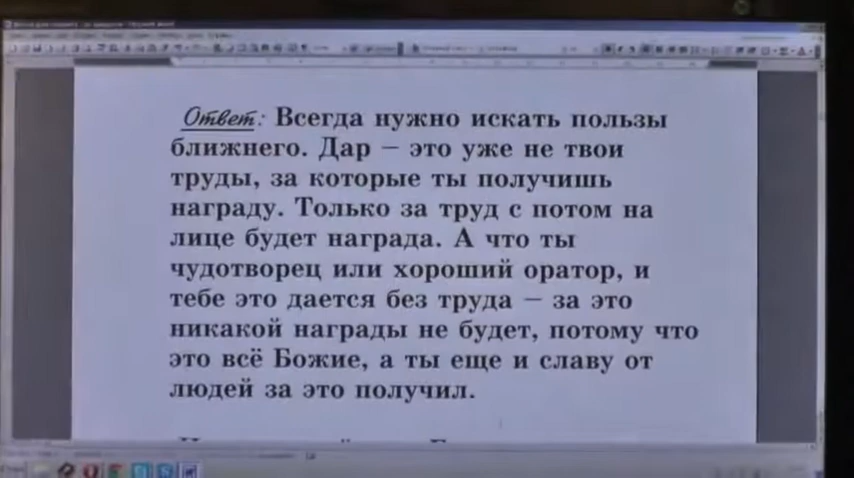 Ответ: Всегда нужно искать пользы
ближнего. Дар – это уже не твои
труды, за которые ты получишь
награду. Только за труд с потом на
лице будет награда. А что ты
чудотворец или хороший оратор, и
тебе это дается без труда – за это
никакой награды не будет, потому что
это всё Божие, а ты еще и славу от
людей за это получил.